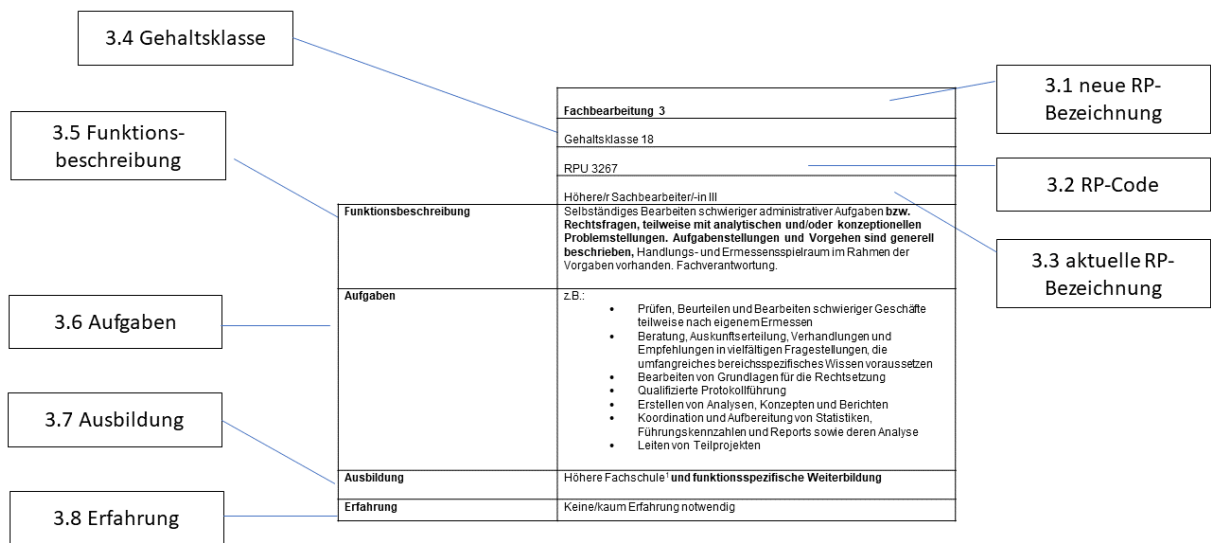 3.4 Gehaltsklasse
3.1 neue RP-
Bezeichnung
3.5 Funktions-
beschreibung
3.2 RP-Code
3.3 aktuelle RP-
Bezeichnung
3.6 Aufgaben
3.7 Ausbildung
3.8 Erfahrung
Fachbearbeitung 3
Gehaltsklasse 18
RPU 3267
Höhere/r Sachbearbeiter/-in III
Funktionsbeschreibung
Selbständiges Bearbeiten schwieriger administrativer Aufgaben bzw.
Rechtsfragen, teilweise mit analytischen und/oder konzeptionellen
Problemstellungen. Aufgabenstellungen und Vorgehen sind generell
beschrieben, Handlungs- und Ermessensspielraum im Rahmen der
Vorgaben vorhanden. Fachverantwortung.
Aufgaben
z.B.:
• Prüfen, Beurteilen und Bearbeiten schwieriger Geschäfte
teilweise nach eigenem Ermessen
• Beratung, Auskunftserteilung, Verhandlungen und
Empfehlungen in vielfältigen Fragestellungen, die
umfangreiches bereichsspezifisches Wissen voraussetzen
• Bearbeiten von Grundlagen für die Rechtsetzung
• Qualifizierte Protokollführung
• Erstellen von Analysen, Konzepten und Berichten
• Koordination und Aufbereitung von Statistiken,
Führungskennzahlen und Reports sowie deren Analyse
• Leiten von Teilprojekten
Ausbildung
Höhere Fachschule¹ und funktionsspezifische Weiterbildung
Erfahrung
Keine/kaum Erfahrung notwendig